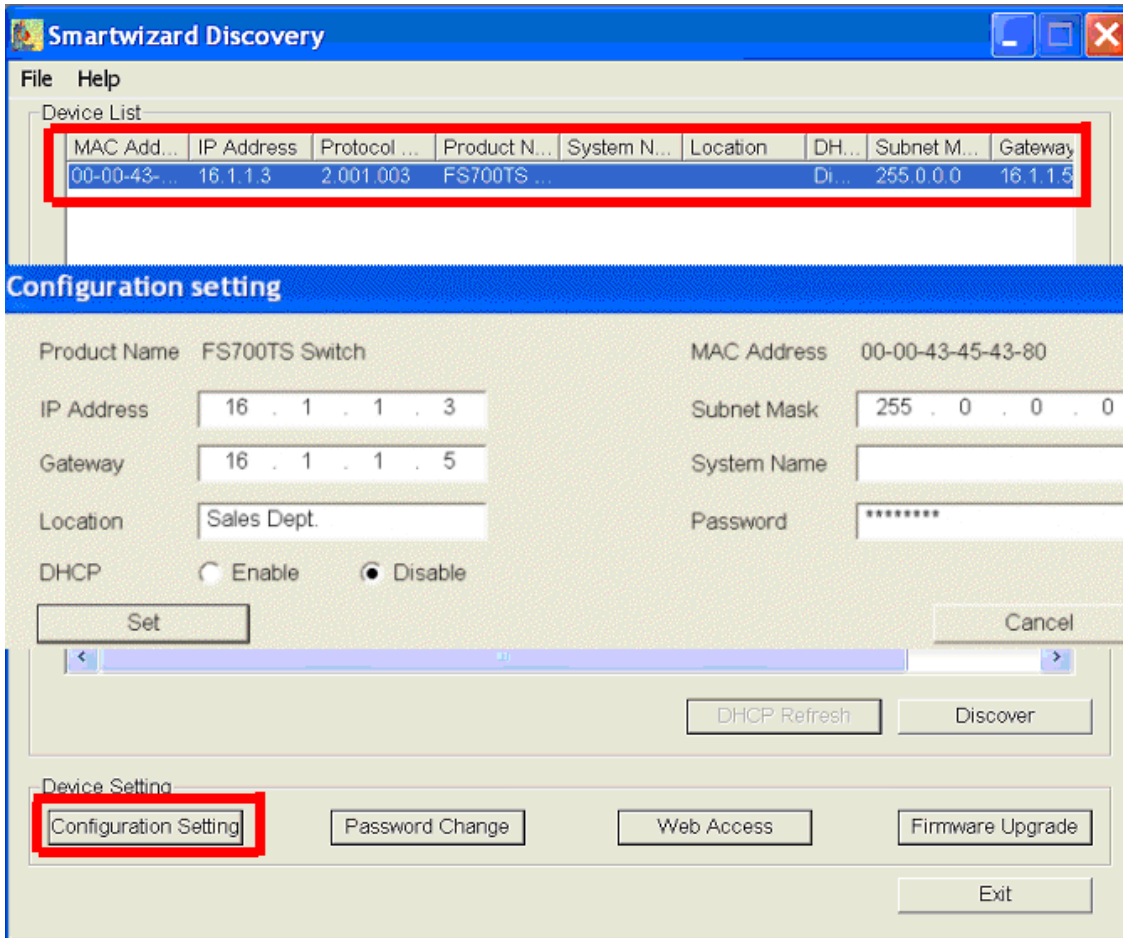 Smartwizard Discovery
File Help
Device List
MAC Add... IP Address Protocol ... Product N... System N... Location DH... Subnet M... Gateway
00-00-43-... 16.1.1.3 2.001.003 FS700TS ... Di... 255.0.0.0 16.1.1.5
Configuration setting
Product Name FS700TS Switch MAC Address 00-00-43-45-43-80
IP Address 16 . 1 . 1 . 3 Subnet Mask 255 . 0 . 0 . 0
Gateway 16 . 1 . 1 . 5 System Name
Location Sales Dept. Password ********
DHCP Enable Disable
Set Cancel
DHCP Refresh Discover
Device Setting
Configuration Setting Password Change Web Access Firmware Upgrade
Exit